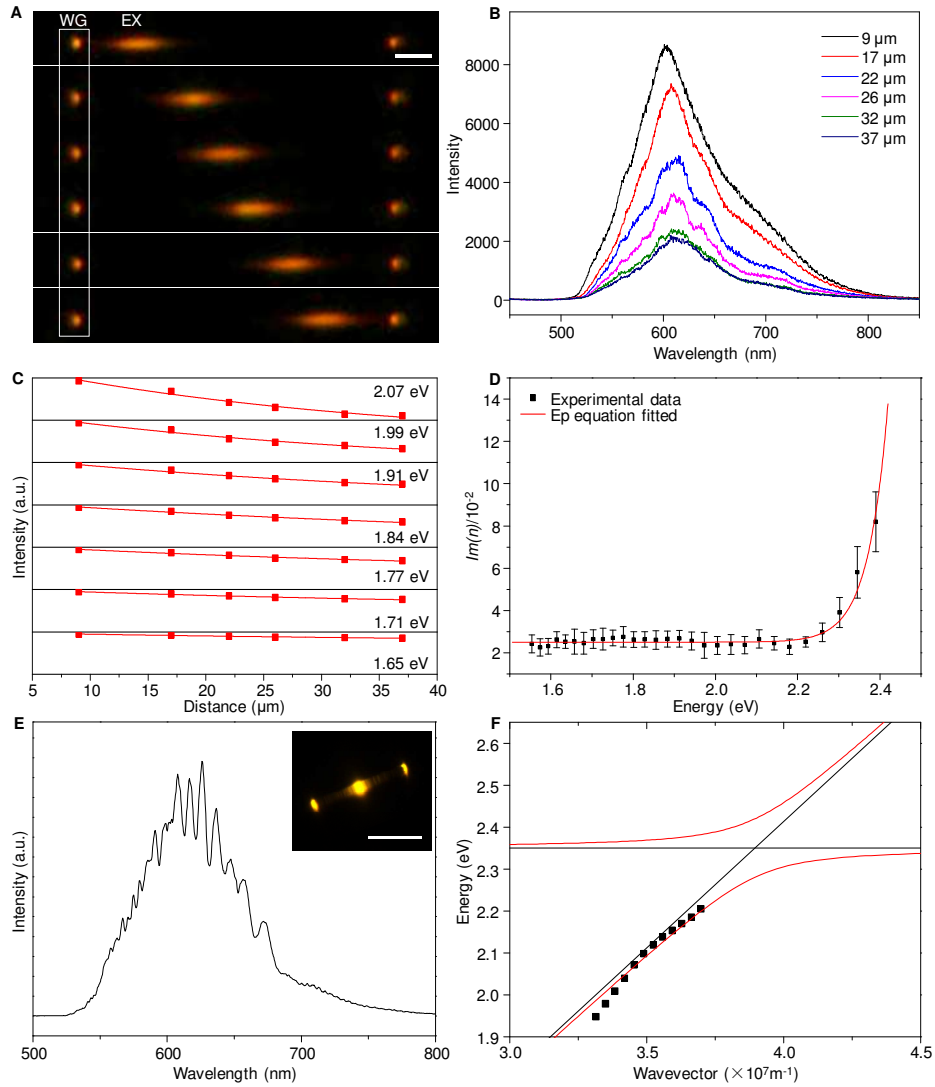 A
WG EX
B
Intensity
8000
6000
4000
2000
0
9 µm
17 µm
22 µm
26 µm
32 µm
37 µm
500 600 700 800
Wavelength (nm)
C
Intensity (a.u.)
2.07 eV
1.99 eV
1.91 eV
1.84 eV
1.77 eV
1.71 eV
1.65 eV
5 10 15 20 25 30 35 40
Distance (µm)
D
Im(n)/10-2
14
12
10
8
6
4
2
Experimental data
Ep equation fitted
1.6 1.8 2.0 2.2 2.4
Energy (eV)
E
Intensity (a.u.)
500 600 700 800
Wavelength (nm)
F
Energy (eV)
2.6
2.5
2.4
2.3
2.2
2.1
2.0
1.9
3.0 3.5 4.0 4.5
Wavevector (×10⁷m⁻¹)